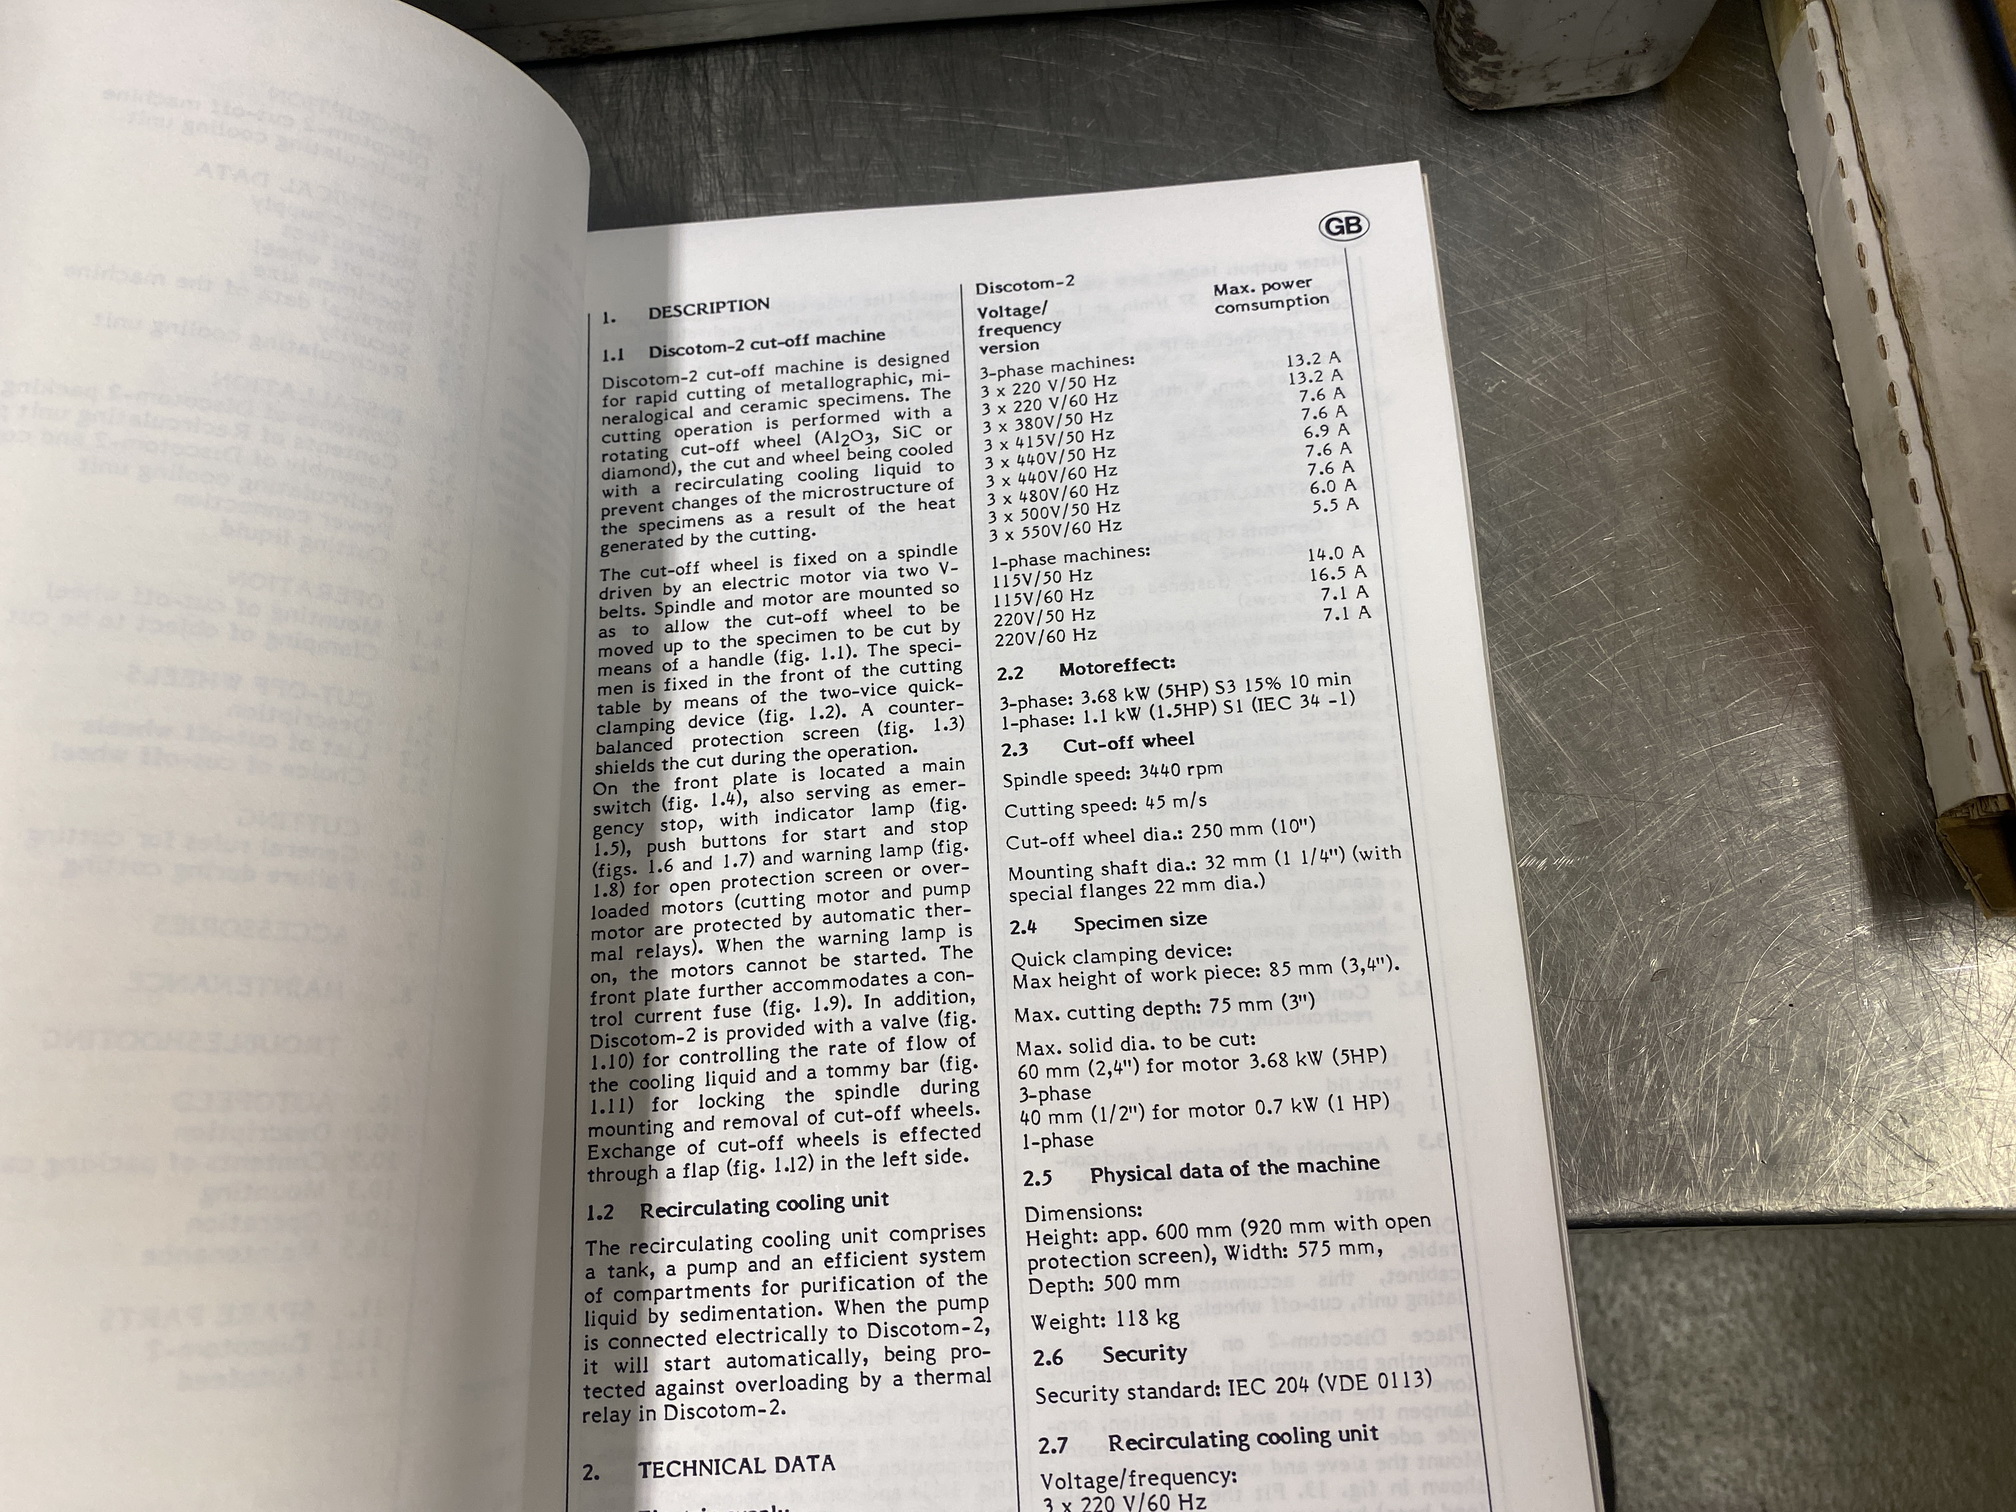 GB
1. DESCRIPTION
1.1 Discotom-2 cut-off machine
Discotom-2 cut-off machine is designed
for rapid cutting of metallographic, mi-
neralogical and ceramic specimens. The
cutting operation is performed with a
rotating cut-off wheel (Al2O3, SiC or
diamond), the cut and wheel being cooled
with a recirculating cooling liquid to
prevent changes of the microstructure of
the specimens as a result of the heat
generated by the cutting.
The cut-off wheel is fixed on a spindle
driven by an electric motor via two V-
belts. Spindle and motor are mounted so
as to allow the cut-off wheel to be
moved up to the specimen to be cut by
means of a handle (fig. 1.1). The speci-
men is fixed in the front of the cutting
table by means of the two-vice quick-
clamping device (fig. 1.2). A counter-
balanced protection screen (fig. 1.3)
shields the cut during the operation.
On the front plate is located a main
switch (fig. 1.4), also serving as emer-
gency stop, with indicator lamp (fig.
1.5), push buttons for start and stop
(figs. 1.6 and 1.7) and warning lamp (fig.
1.8) for open protection screen or over-
loaded motors (cutting motor and pump
motor are protected by automatic ther-
mal relays). When the warning lamp is
on, the motors cannot be started. The
front plate further accommodates a con-
trol current fuse (fig. 1.9). In addition,
Discotom-2 is provided with a valve (fig.
1.10) for controlling the rate of flow of
the cooling liquid and a tommy bar (fig.
1.11) for locking the spindle during
mounting and removal of cut-off wheels.
Exchange of cut-off wheels is effected
through a flap (fig. 1.12) in the left side.
1.2 Recirculating cooling unit
The recirculating cooling unit comprises
a tank, a pump and an efficient system
of compartments for purification of the
liquid by sedimentation. When the pump
is connected electrically to Discotom-2,
it will start automatically, being pro-
tected against overloading by a thermal
relay in Discotom-2.
2. TECHNICAL DATA
Discotom-2
Voltage/ Max. power
frequency comsumption
version
3-phase machines:
3 x 220 V/50 Hz 13.2 A
3 x 220 V/60 Hz 13.2 A
3 x 380V/50 Hz 7.6 A
3 x 415V/50 Hz 7.6 A
3 x 440V/50 Hz 6.9 A
3 x 440V/60 Hz 7.6 A
3 x 480V/60 Hz 7.6 A
3 x 500V/50 Hz 6.0 A
3 x 550V/60 Hz 5.5 A
1-phase machines:
115V/50 Hz 14.0 A
115V/60 Hz 16.5 A
220V/50 Hz 7.1 A
220V/60 Hz 7.1 A
2.2 Motoreffect:
3-phase: 3.68 kW (5HP) S3 15% 10 min
1-phase: 1.1 kW (1.5HP) S1 (IEC 34 -1)
2.3 Cut-off wheel
Spindle speed: 3440 rpm
Cutting speed: 45 m/s
Cut-off wheel dia.: 250 mm (10")
Mounting shaft dia.: 32 mm (1 1/4") (with
special flanges 22 mm dia.)
2.4 Specimen size
Quick clamping device:
Max height of work piece: 85 mm (3,4").
Max. cutting depth: 75 mm (3")
Max. solid dia. to be cut:
60 mm (2,4") for motor 3.68 kW (5HP)
3-phase
40 mm (1/2") for motor 0.7 kW (1 HP)
1-phase
2.5 Physical data of the machine
Dimensions:
Height: app. 600 mm (920 mm with open
protection screen), Width: 575 mm,
Depth: 500 mm
Weight: 118 kg
2.6 Security
Security standard: IEC 204 (VDE 0113)
2.7 Recirculating cooling unit
Voltage/frequency:
3 x 220 V/60 Hz